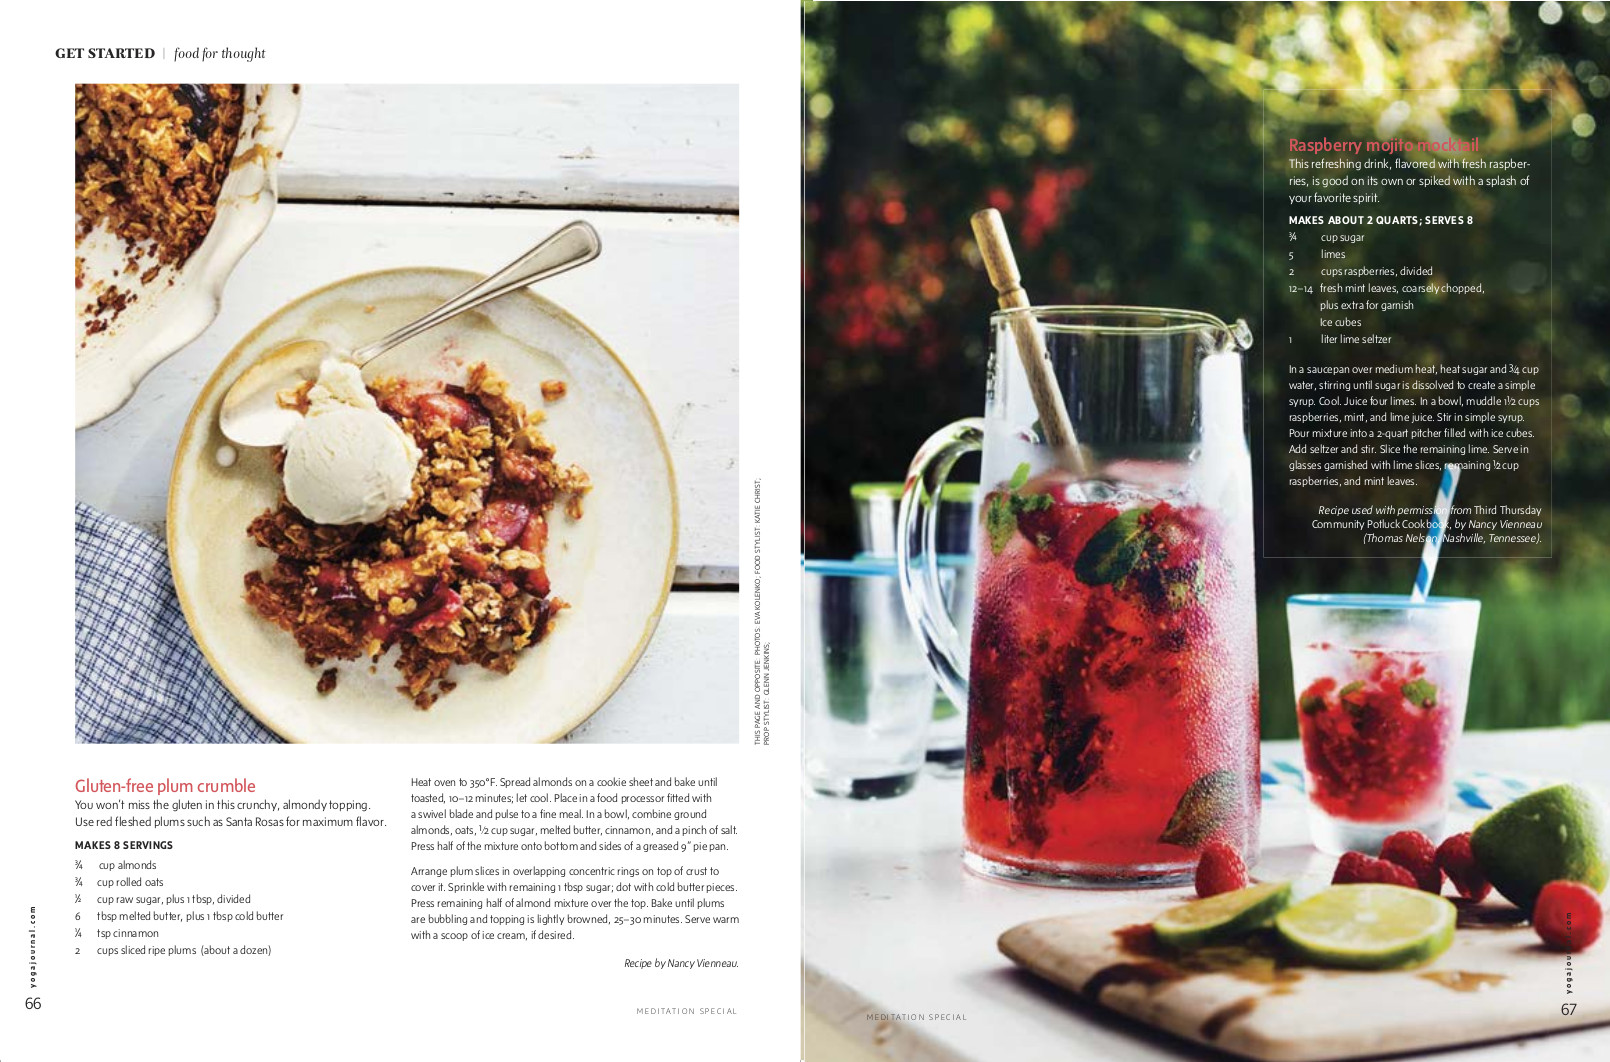 GET STARTED | food for thought
THIS PAGE AND OPPOSITE: PHOTOS: EVA KOLENKO; FOOD STYLIST: KATIE CHRIST;
PROP STYLIST: GLENN JENKINS;
Gluten-free plum crumble
You won't miss the gluten in this crunchy, almondy topping.
Use red fleshed plums such as Santa Rosas for maximum flavor.
MAKES 8 SERVINGS
¾ cup almonds
¾ cup rolled oats
½ cup raw sugar, plus 1 tbsp, divided
6 tbsp melted butter, plus 1 tbsp cold butter
¼ tsp cinnamon
2 cups sliced ripe plums (about a dozen)
Heat oven to 350°F. Spread almonds on a cookie sheet and bake until
toasted, 10–12 minutes; let cool. Place in a food processor fitted with
a swivel blade and pulse to a fine meal. In a bowl, combine ground
almonds, oats, ½ cup sugar, melted butter, cinnamon, and a pinch of salt.
Press half of the mixture onto bottom and sides of a greased 9" pie pan.
Arrange plum slices in overlapping concentric rings on top of crust to
cover it. Sprinkle with remaining 1 tbsp sugar; dot with cold butter pieces.
Press remaining half of almond mixture over the top. Bake until plums
are bubbling and topping is lightly browned, 25–30 minutes. Serve warm
with a scoop of ice cream, if desired.
Recipe by Nancy Vienneau.
yogajournal.com
66
MEDITATION SPECIAL
Raspberry mojito mocktail
This refreshing drink, flavored with fresh raspber-
ries, is good on its own or spiked with a splash of
your favorite spirit.
MAKES ABOUT 2 QUARTS; SERVES 8
¾ cup sugar
5 limes
2 cups raspberries, divided
12–14 fresh mint leaves, coarsely chopped,
plus extra for garnish
Ice cubes
1 liter lime seltzer
In a saucepan over medium heat, heat sugar and ¾ cup
water, stirring until sugar is dissolved to create a simple
syrup. Cool. Juice four limes. In a bowl, muddle 1½ cups
raspberries, mint, and lime juice. Stir in simple syrup.
Pour mixture into a 2-quart pitcher filled with ice cubes.
Add seltzer and stir. Slice the remaining lime. Serve in
glasses garnished with lime slices, remaining ½ cup
raspberries, and mint leaves.
Recipe used with permission from Third Thursday
Community Potluck Cookbook, by Nancy Vienneau
(Thomas Nelson, Nashville, Tennessee).
MEDITATION SPECIAL
yogajournal.com
67